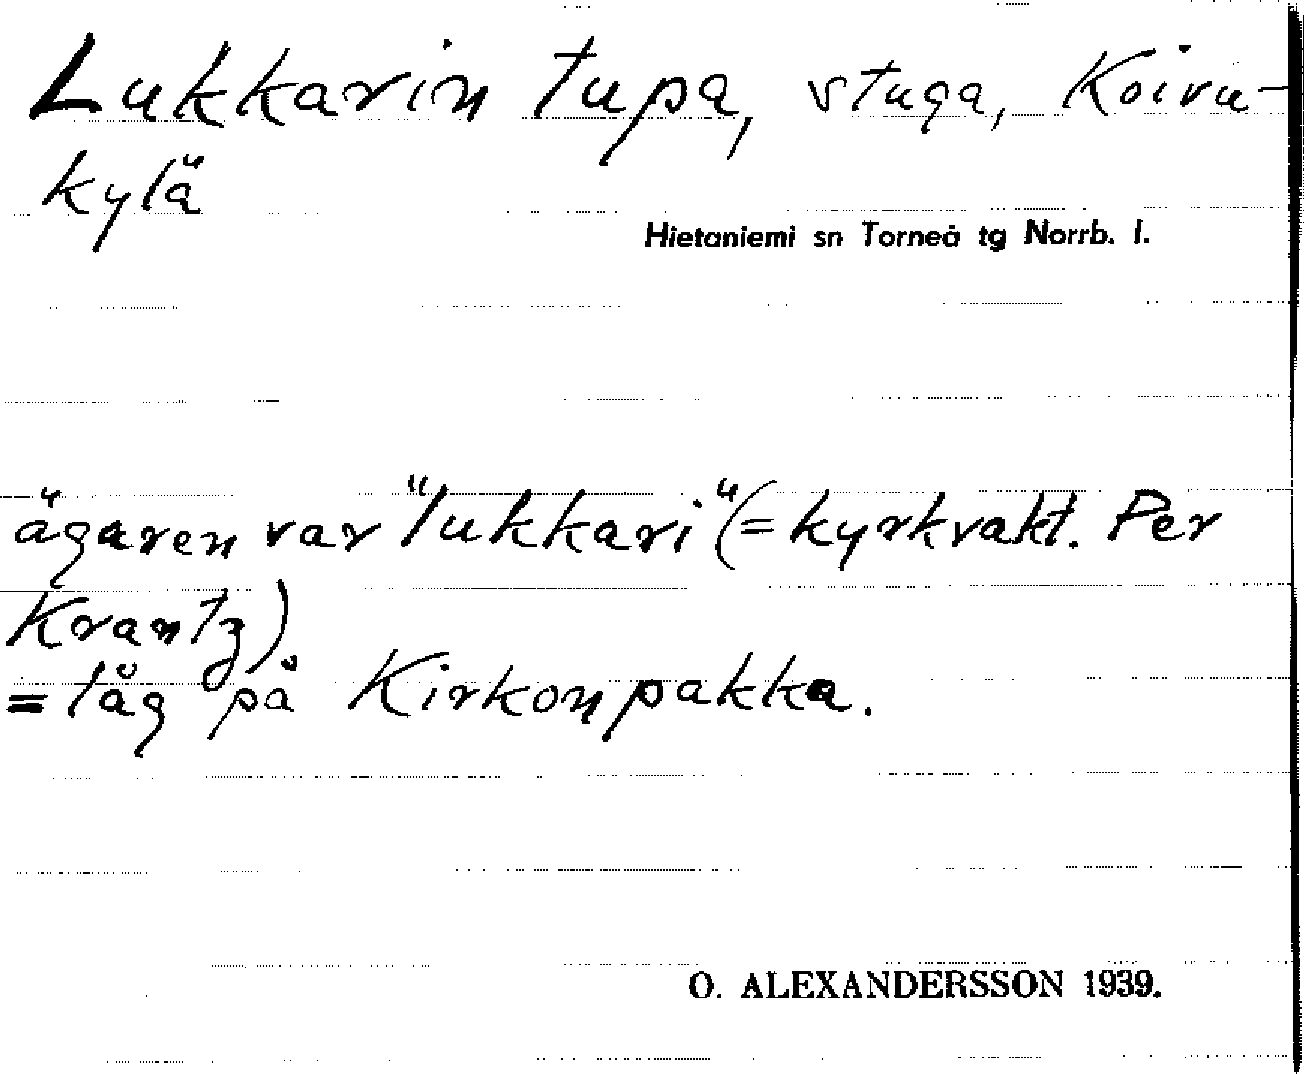 Lukkarin tupa, stuga, Koivu-
kylä
Hietaniemi sn Torneå tg Norrb. l.
ägaren var "lukkari" (= kyrkvakt. Per
Krantz)
= låg på Kirkonpakka.
O. ALEXANDERSSON 1939.